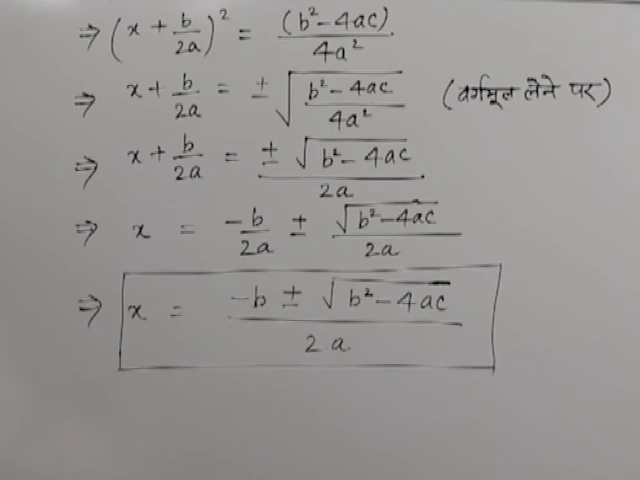 ⇒ (x + b/2a)² = (b² - 4ac)/4a²
⇒ x + b/2a = ± √(b² - 4ac)/4a² (वर्गमूल लेने पर)
⇒ x + b/2a = ± √b² - 4ac / 2a
⇒ x = -b/2a ± √b² - 4ac / 2a
⇒ x = -b ± √b² - 4ac / 2a